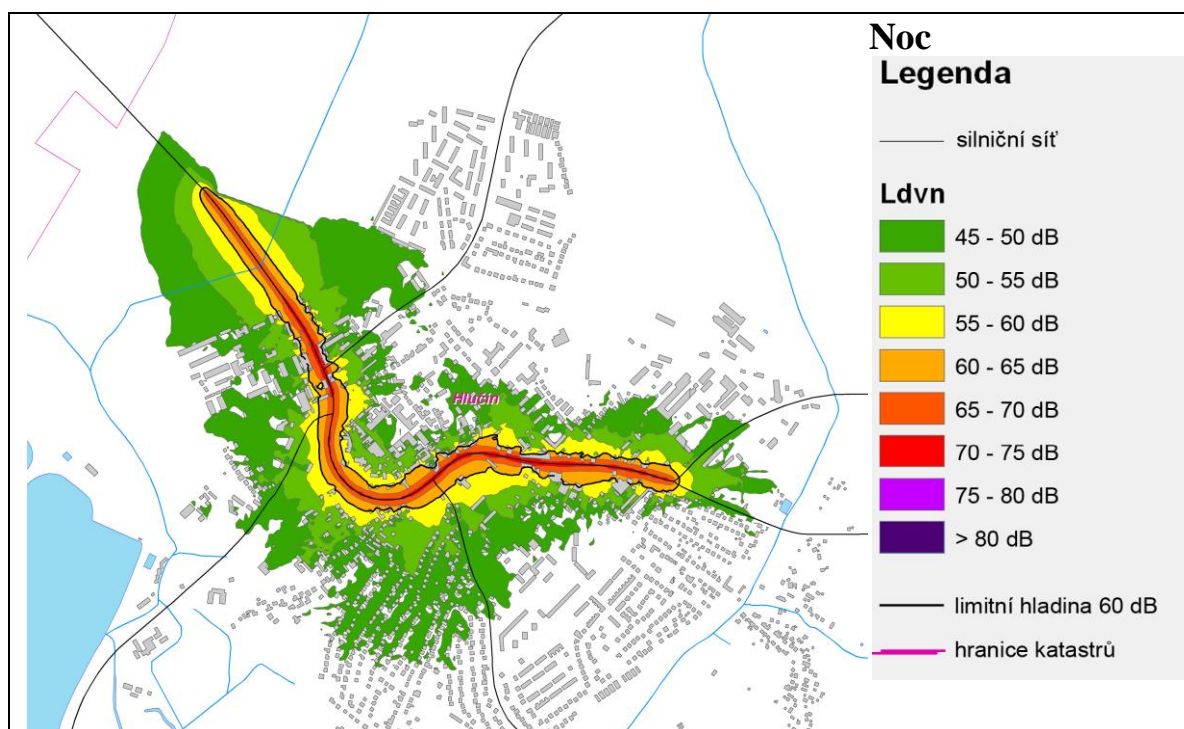 Noc
Legenda
silniční síť
Ldvn
45 - 50 dB
50 - 55 dB
55 - 60 dB
60 - 65 dB
65 - 70 dB
70 - 75 dB
75 - 80 dB
> 80 dB
limitní hladina 60 dB
hranice katastrů
Hlučín